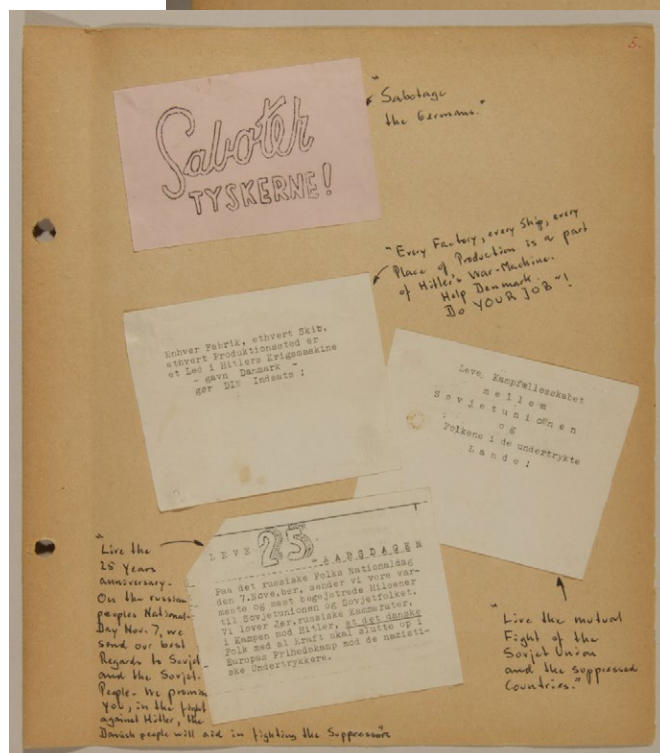 5.
Sabotér
TYSKERNE!
"Sabotage
the Germans."
"Every Factory, every Ship, every
Place of Production is a part
of Hitler's War-Machine.
Help Denmark.
Do YOUR JOB"!
Enhver Fabrik, ethvert Skib,
ethvert Produktionssted er
et Led i Hitlers Krigsmaskine
- gavn Danmark -
gør DIN Indsats !
Leve Kampfællesskabet
mellem
Sovjetunionen
og
Folkene i de undertrykte
Lande!
LEVE 25 AARSDAGEN
Paa det russiske Folks Nationaldag
den 7.November, sender vi vore var-
meste og mest begejstrede Hilsener
til Sovjetunionen og Sovjetfolket.
Vi lover Jer, russiske Kammerater,
i Kampen mod Hitler, at det danske
Folk med al Kraft skal slutte op i
Europas Frihedskamp mod de nazisti-
ske Undertrykkere.
"Live the
25 Years
anniversary.
On the russian
peoples National-
Day Nov. 7, we
send our best
Regards to Sovjet
and the Sovjet-
People. We promise
You, in the fight
against Hitler, the
Danish people will aid in fighting the Suppressors"
"Live the mutual
Fight of the
Sovjet Union
and the suppressed
Countries."